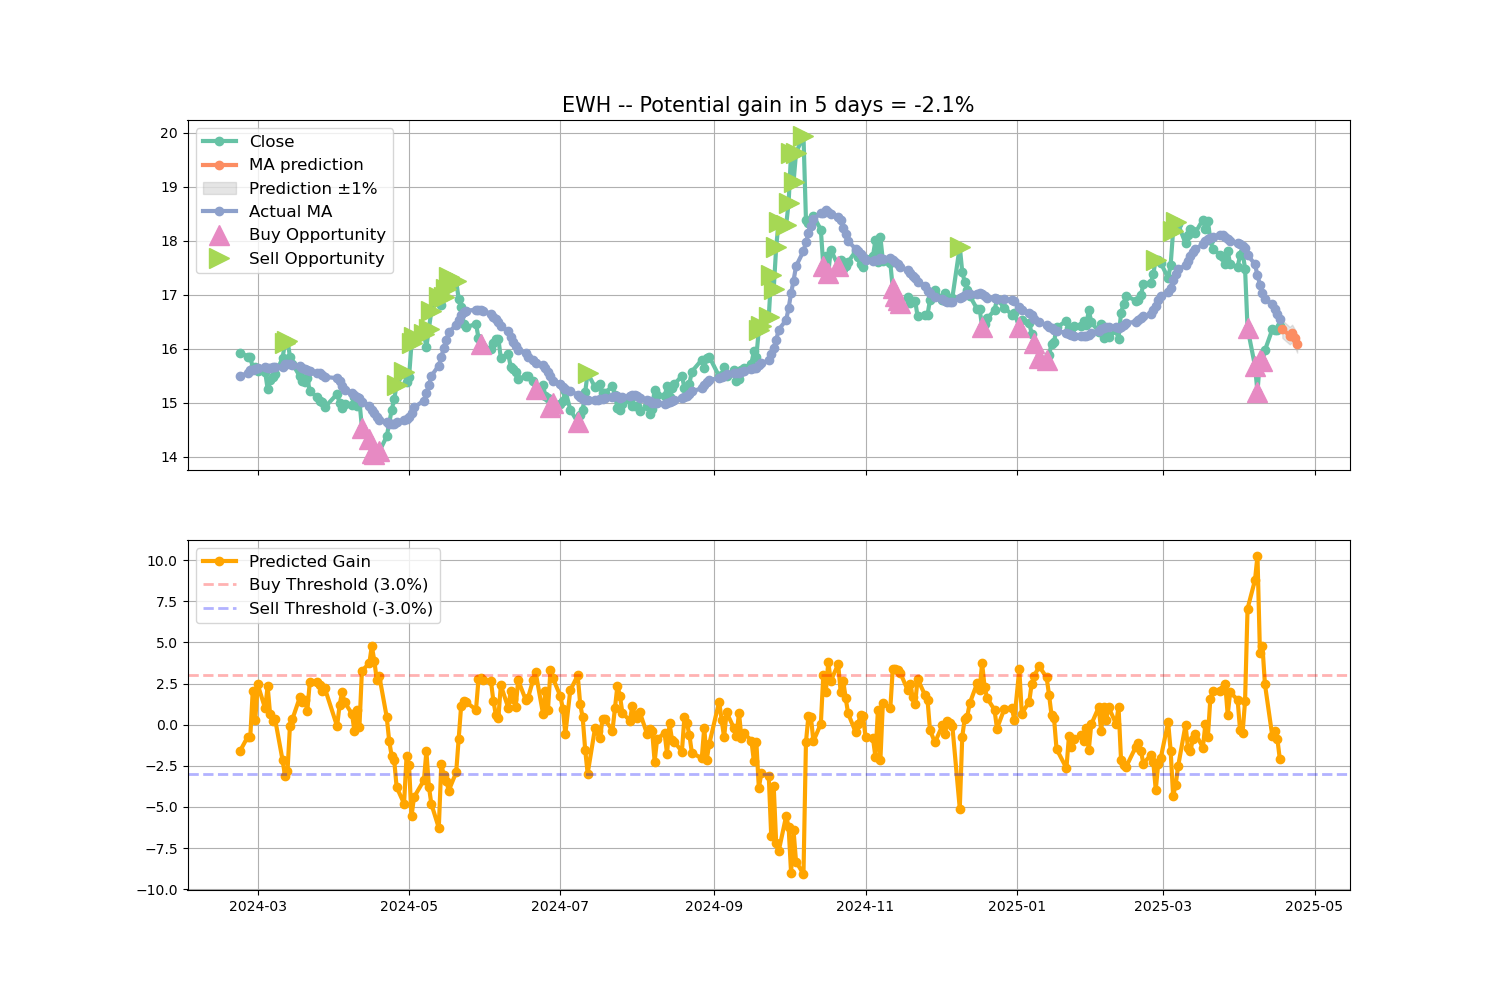 EWH -- Potential gain in 5 days = -2.1%
20
19
18
17
16
15
14
Close
MA prediction
Prediction ±1%
Actual MA
Buy Opportunity
Sell Opportunity
10.0
7.5
5.0
2.5
0.0
−2.5
−5.0
−7.5
−10.0
Predicted Gain
Buy Threshold (3.0%)
Sell Threshold (-3.0%)
2024-03
2024-05
2024-07
2024-09
2024-11
2025-01
2025-03
2025-05